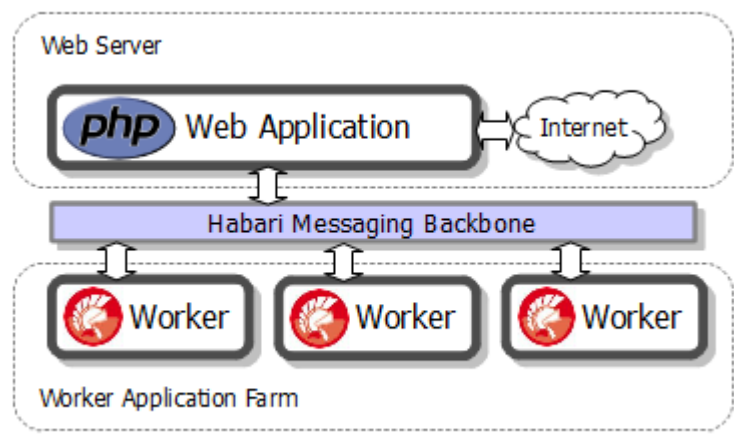 Web Server
php Web Application
Internet
Habari Messaging Backbone
Worker Worker Worker
Worker Application Farm